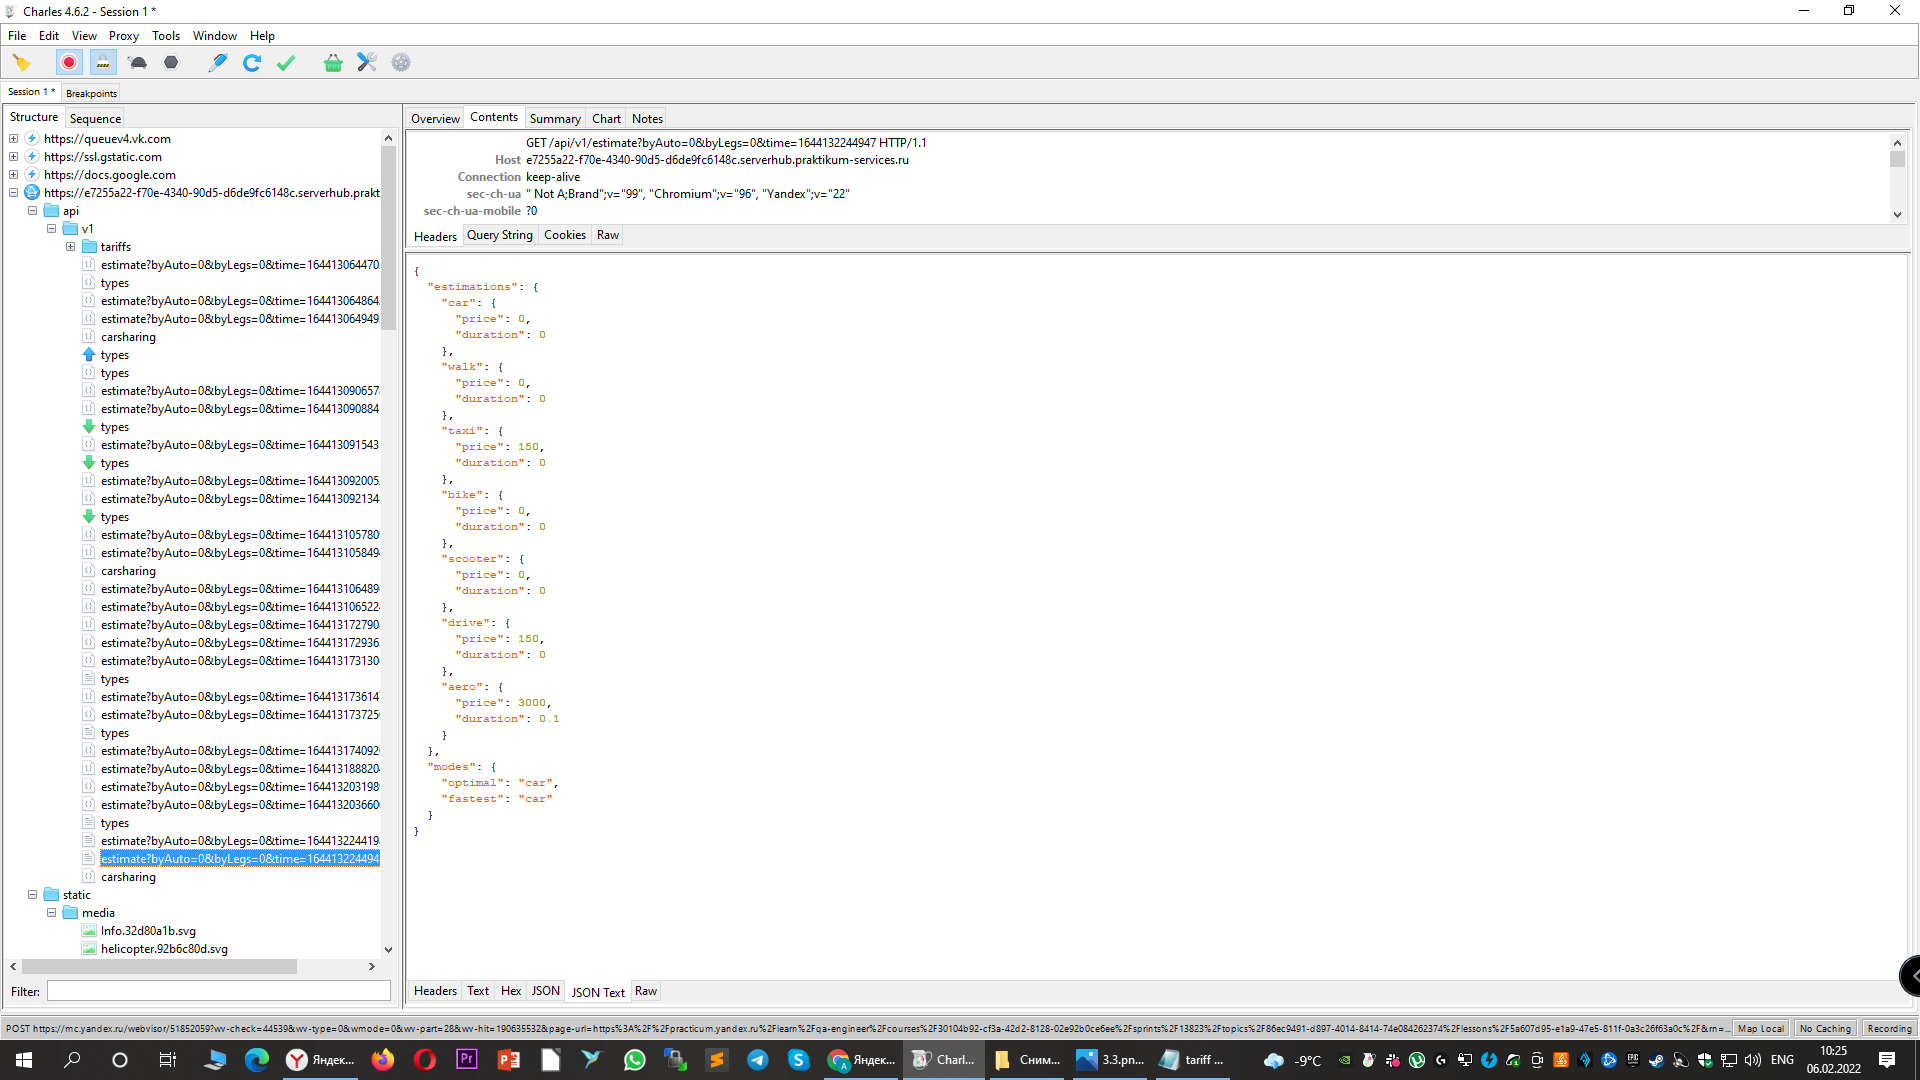 Charles 4.6.2 - Session 1 *
File Edit View Proxy Tools Window Help
Session 1 * Breakpoints
Structure Sequence
https://queuev4.vk.com
https://ssl.gstatic.com
https://docs.google.com
https://e7255a22-f70e-4340-90d5-d6de9fc6148c.serverhub.prakt
api
v1
tariffs
estimate?byAuto=0&byLegs=0&time=164413064470
types
estimate?byAuto=0&byLegs=0&time=164413064864
estimate?byAuto=0&byLegs=0&time=164413064949
carsharing
types
types
estimate?byAuto=0&byLegs=0&time=164413090657
estimate?byAuto=0&byLegs=0&time=164413090884
types
estimate?byAuto=0&byLegs=0&time=164413091543
types
estimate?byAuto=0&byLegs=0&time=164413092005
estimate?byAuto=0&byLegs=0&time=164413092134
types
estimate?byAuto=0&byLegs=0&time=164413105780
estimate?byAuto=0&byLegs=0&time=164413105849
carsharing
estimate?byAuto=0&byLegs=0&time=164413106489
estimate?byAuto=0&byLegs=0&time=164413106522
estimate?byAuto=0&byLegs=0&time=164413172790
estimate?byAuto=0&byLegs=0&time=164413172936
estimate?byAuto=0&byLegs=0&time=164413173130
types
estimate?byAuto=0&byLegs=0&time=164413173614
estimate?byAuto=0&byLegs=0&time=164413173725
types
estimate?byAuto=0&byLegs=0&time=164413174092
estimate?byAuto=0&byLegs=0&time=164413188820
estimate?byAuto=0&byLegs=0&time=164413203198
estimate?byAuto=0&byLegs=0&time=164413203660
types
estimate?byAuto=0&byLegs=0&time=164413224419
estimate?byAuto=0&byLegs=0&time=164413224494
carsharing
static
media
Info.32d80a1b.svg
helicopter.92b6c80d.svg
Filter:
Overview Contents Summary Chart Notes
GET /api/v1/estimate?byAuto=0&byLegs=0&time=1644132244947 HTTP/1.1
Host e7255a22-f70e-4340-90d5-d6de9fc6148c.serverhub.praktikum-services.ru
Connection keep-alive
sec-ch-ua " Not A;Brand";v="99", "Chromium";v="96", "Yandex";v="22"
sec-ch-ua-mobile ?0
Headers Query String Cookies Raw
{
"estimations": {
"car": {
"price": 0,
"duration": 0
},
"walk": {
"price": 0,
"duration": 0
},
"taxi": {
"price": 150,
"duration": 0
},
"bike": {
"price": 0,
"duration": 0
},
"scooter": {
"price": 0,
"duration": 0
},
"drive": {
"price": 150,
"duration": 0
},
"aero": {
"price": 3000,
"duration": 0.1
}
},
"modes": {
"optimal": "car",
"fastest": "car"
}
}
Headers Text Hex JSON JSON Text Raw
POST https://mc.yandex.ru/webvisor/51852059?wv-check=44539&wv-type=0&wmode=0&wv-part=28&wv-hit=190635532&page-url=https%3A%2F%2Fpracticum.yandex.ru%2Flearn%2Fqa-engineer%2Fcourses%2F30104b92-cf3a-42d2-8128-02e92b0ce6ee%2Fsprints%2F13823%2Ftopics%2F86ec9491-d897-4014-8414-74e084262374%2Flessons%2F5a607d95-e1a9-47e5-811f-0a3c26f63a0c%2F&rn=... Map Local No Caching Recording
Яндек... Яндек... Charl... Сним... 3.3.pn... tariff ... -9°C ENG 10:25
06.02.2022